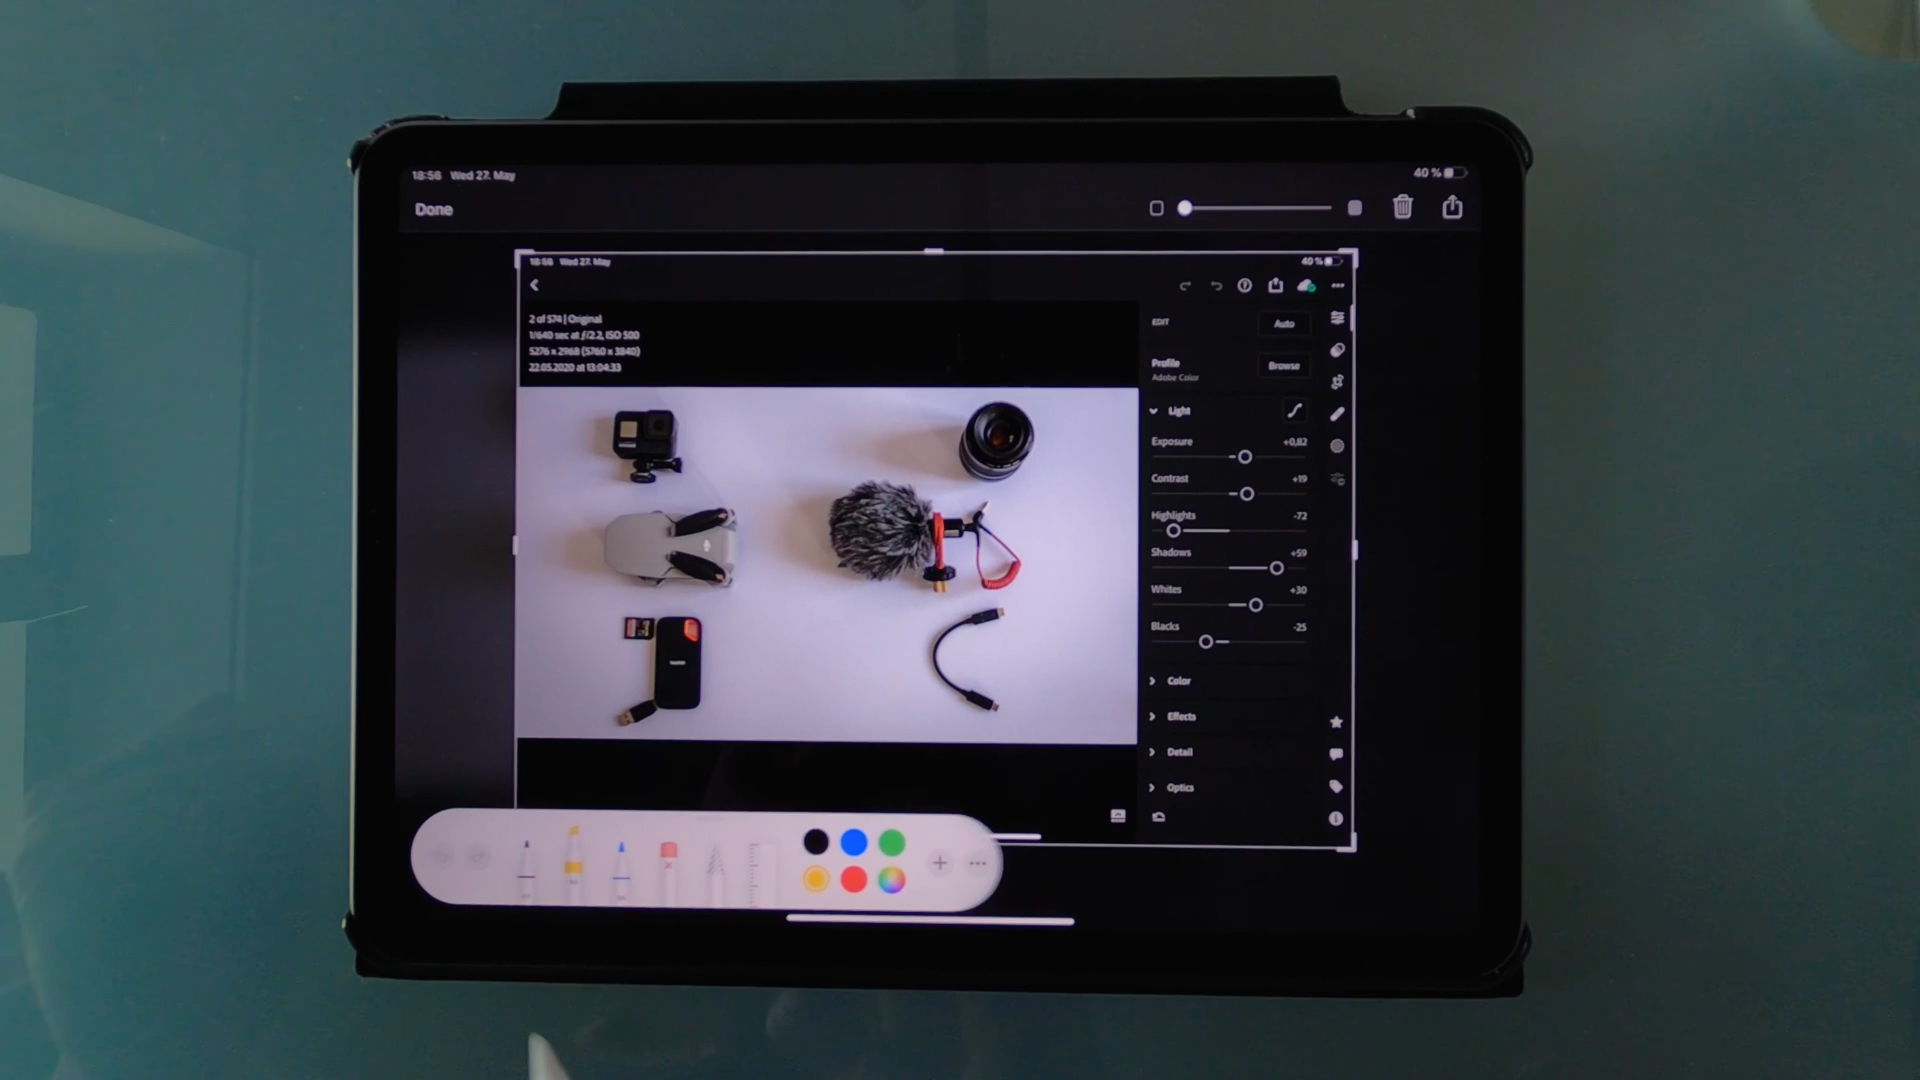 18:56 Wed 27. May
40 %
Done
18:56 Wed 27. May
40 %
2 of 574 | Original
1/640 sec at ƒ/2.2, ISO 500
5276 x 2968 (5760 x 3840)
22.05.2020 at 13:04:33
EDIT
Auto
Profile
Adobe Color
Browse
Light
Exposure +0,82
Contrast +19
Highlights -72
Shadows +59
Whites +30
Blacks -25
Color
Effects
Detail
Optics